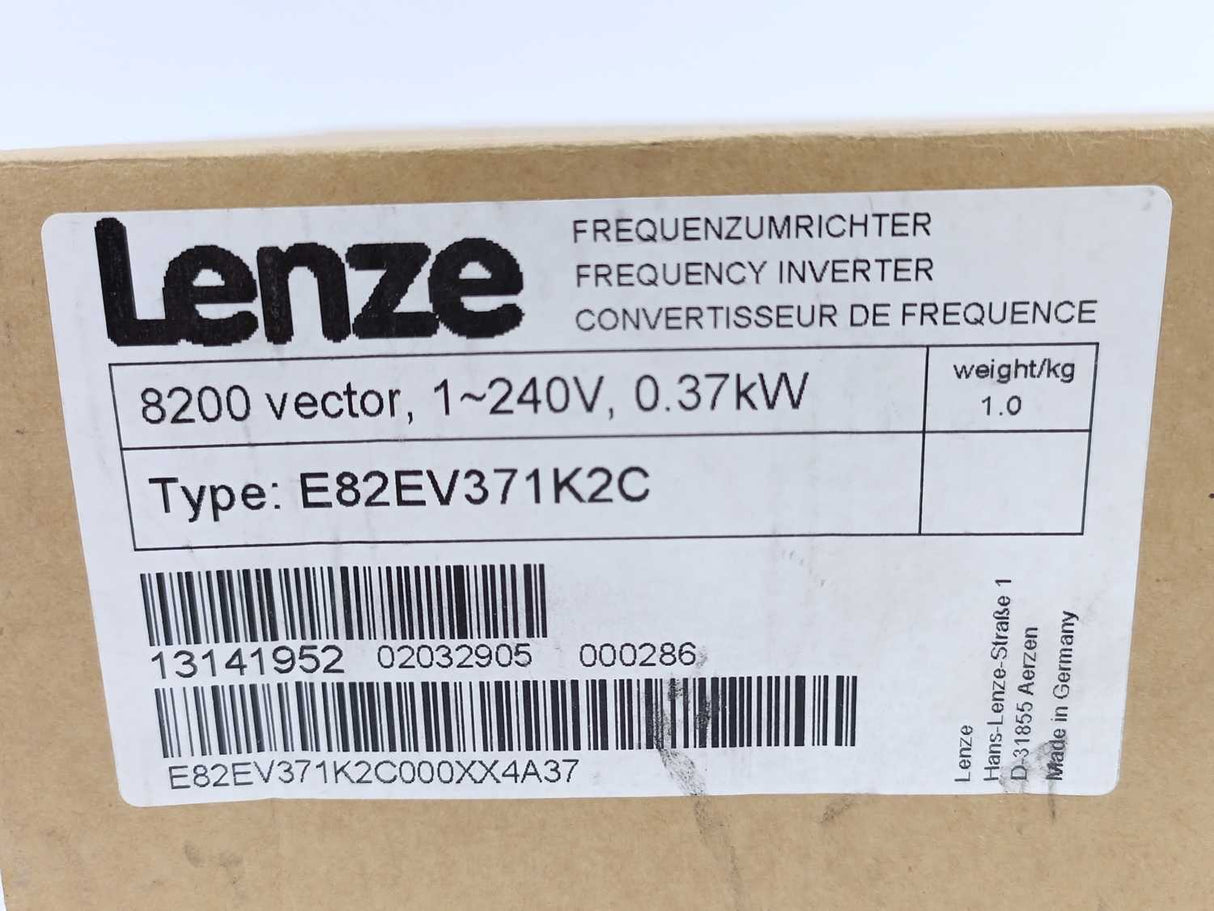 Lenze
FREQUENZUMRICHTER
FREQUENCY INVERTER
CONVERTISSEUR DE FREQUENCE
8200 vector, 1~240V, 0.37kW
weight/kg
1.0
Type: E82EV371K2C
13141952 02032905 000286
E82EV371K2C000XX4A37
Lenze
Hans-Lenze-Straße 1
D-31855 Aerzen
Made in Germany